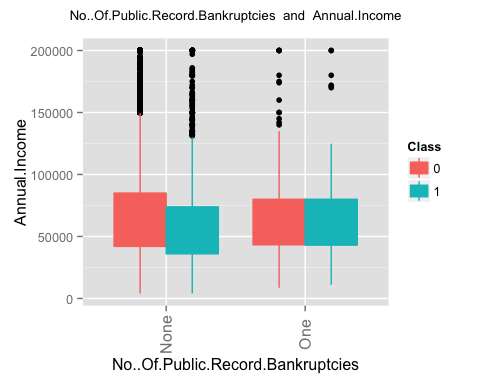 No..Of.Public.Record.Bankruptcies and Annual.Income
200000
150000
100000
50000
0
Annual.Income
Class
0
1
None
One
No..Of.Public.Record.Bankruptcies